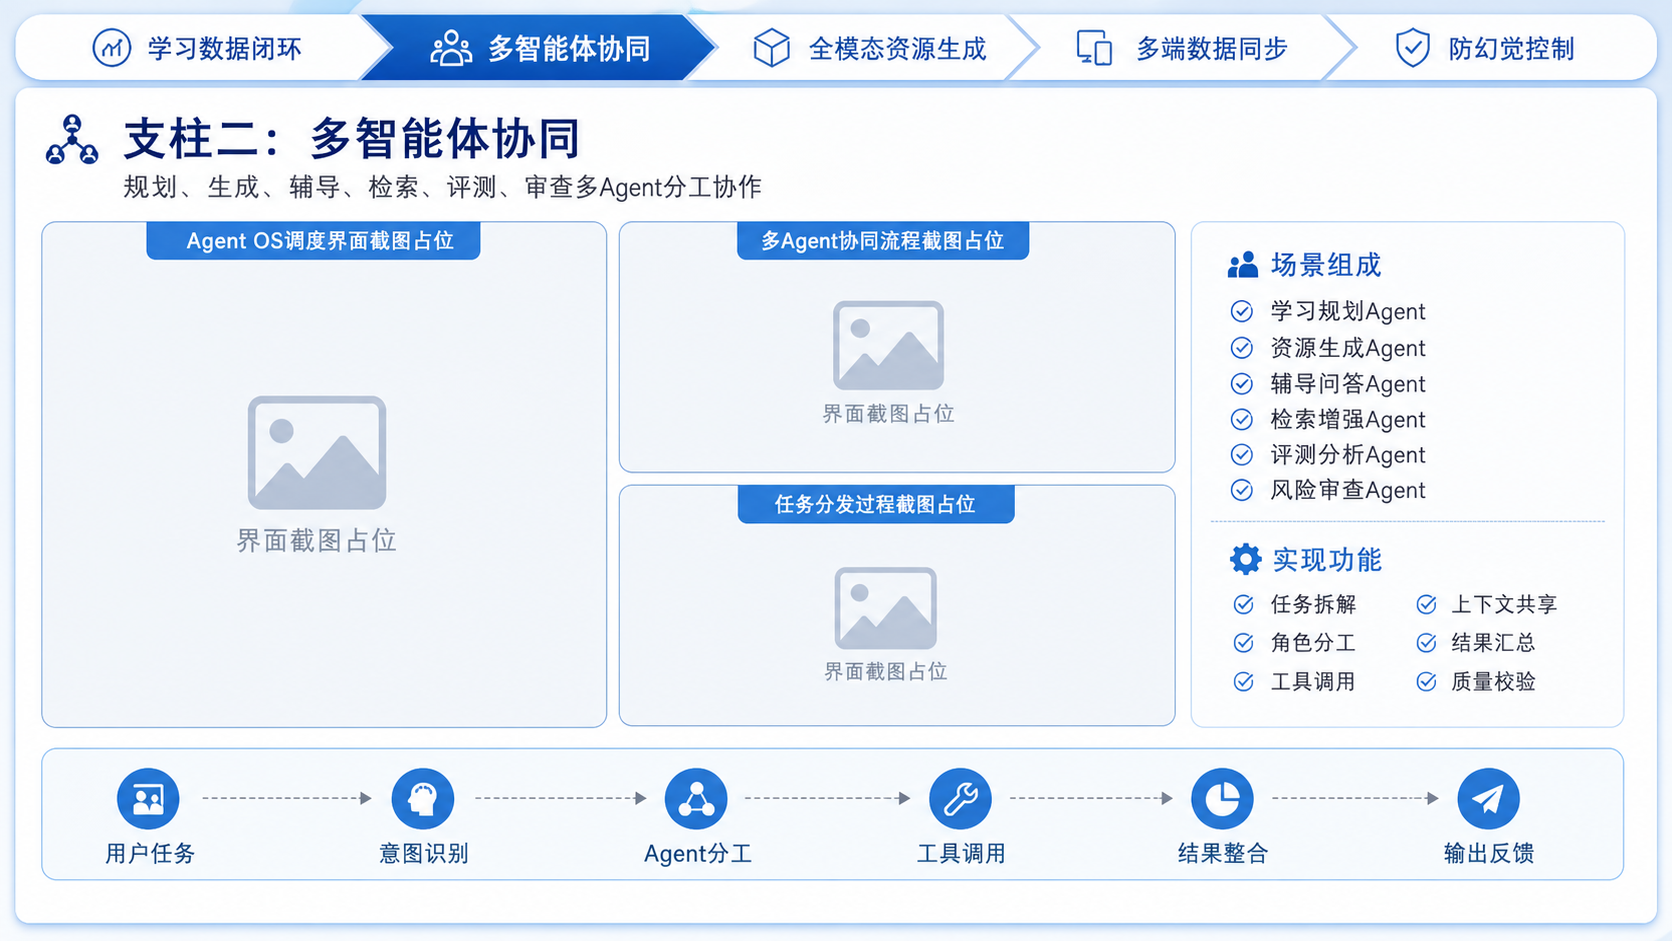 学习数据闭环
多智能体协同
全模态资源生成
多端数据同步
防幻觉控制
支柱二：多智能体协同
规划、生成、辅导、检索、评测、审查多Agent分工协作
Agent OS调度界面截图占位
界面截图占位
多Agent协同流程截图占位
界面截图占位
任务分发过程截图占位
界面截图占位
场景组成
学习规划Agent
资源生成Agent
辅导问答Agent
检索增强Agent
评测分析Agent
风险审查Agent
实现功能
任务拆解
上下文共享
角色分工
结果汇总
工具调用
质量校验
用户任务
意图识别
Agent分工
工具调用
结果整合
输出反馈